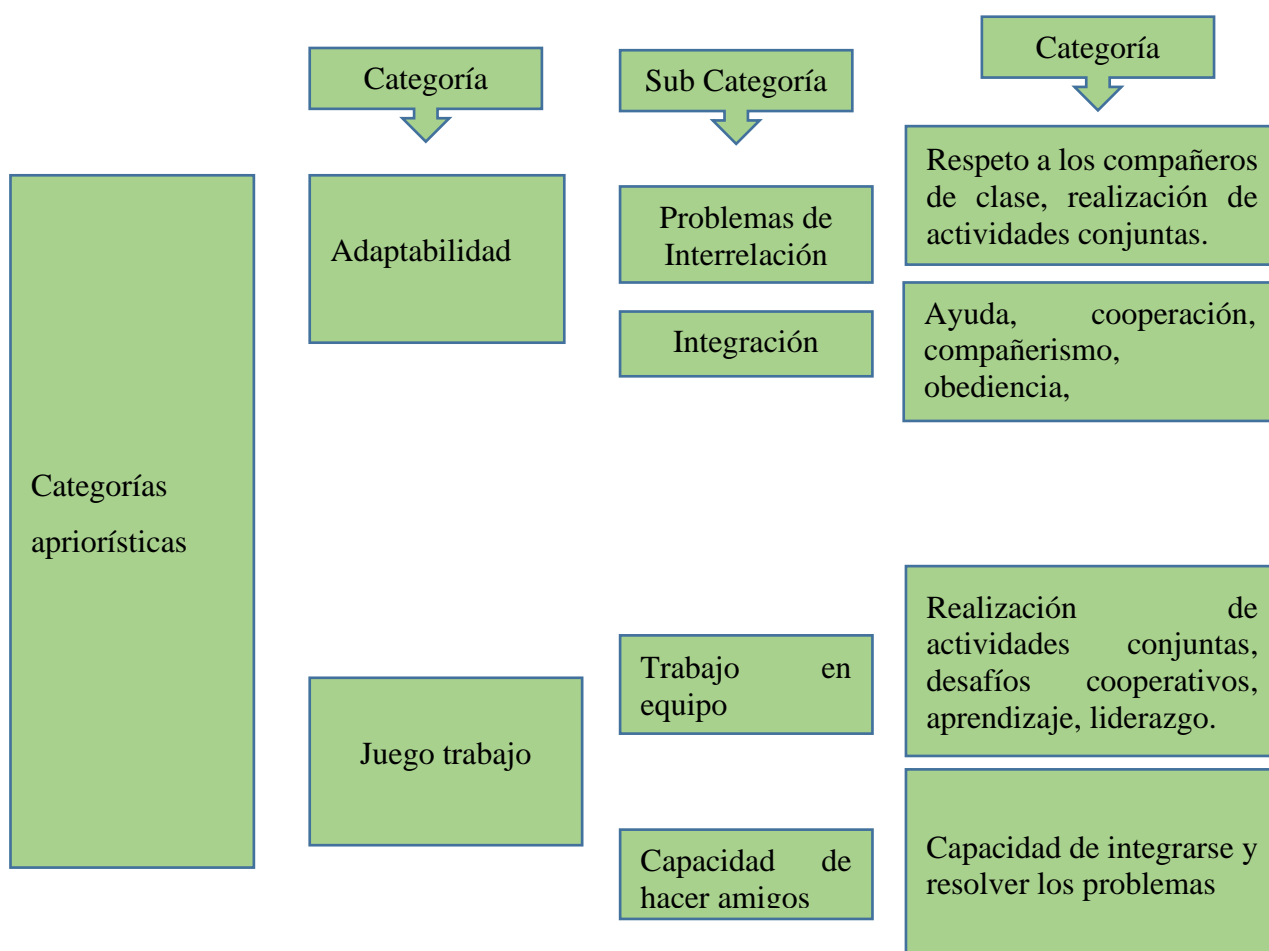 Categoría
Sub Categoría
Categoría
Categorías
apriorísticas
Adaptabilidad
Problemas de
Interrelación
Respeto a los compañeros
de clase, realización de
actividades conjuntas.
Integración
Ayuda, cooperación,
compañerismo,
obediencia,
Juego trabajo
Trabajo en
equipo
Realización de
actividades conjuntas,
desafíos cooperativos,
aprendizaje, liderazgo.
Capacidad de
hacer amigos
Capacidad de integrarse y
resolver los problemas